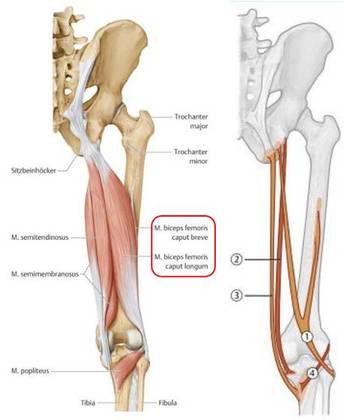 Trochanter
major
Trochanter
minor
Sitzbeinhöcker
M. biceps femoris
caput breve
M. semitendinosus
M. biceps femoris
caput longum
M. semimembranosus
M. popliteus
Tibia
Fibula
2
3
1
4